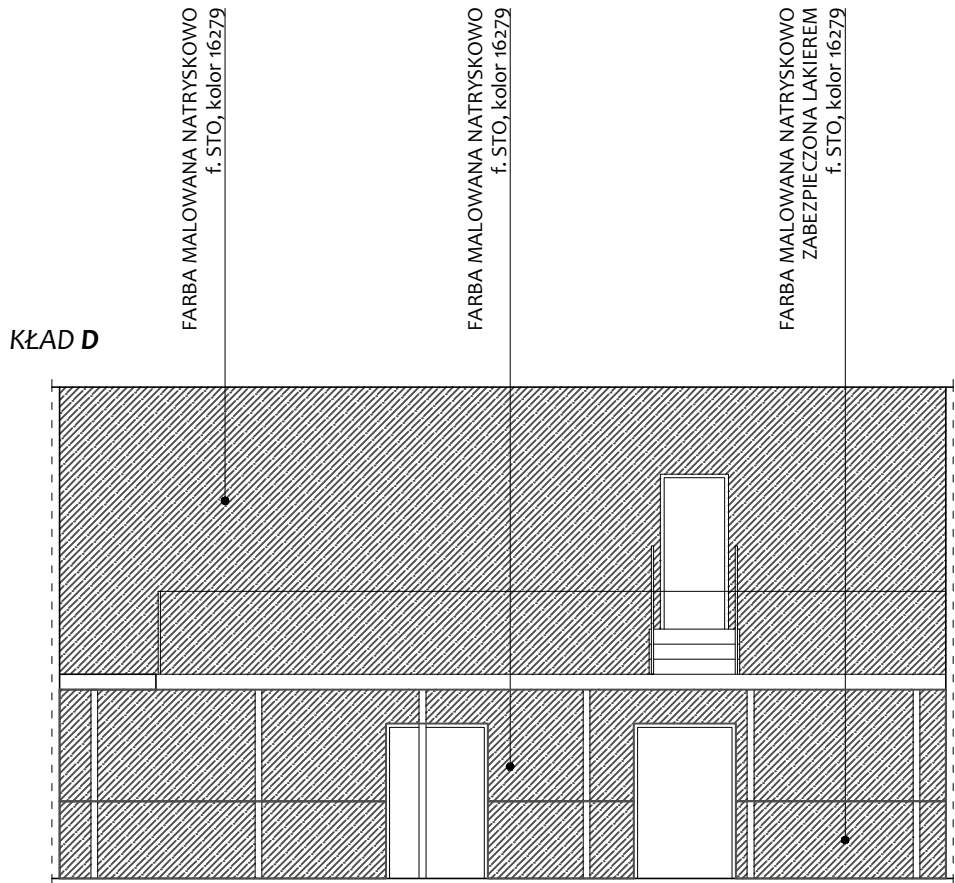 FARBA MALOWANA NATRYSKOWO
f. STO, kolor 16279
FARBA MALOWANA NATRYSKOWO
f. STO, kolor 16279
FARBA MALOWANA NATRYSKOWO
ZABEZPIECZONA LAKIEREM
f. STO, kolor 16279
KŁAD D